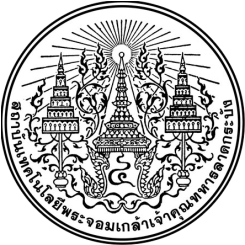 สถาบันเทคโนโลยีพระจอมเกล้าเจ้าคุณทหารลาดกระบัง